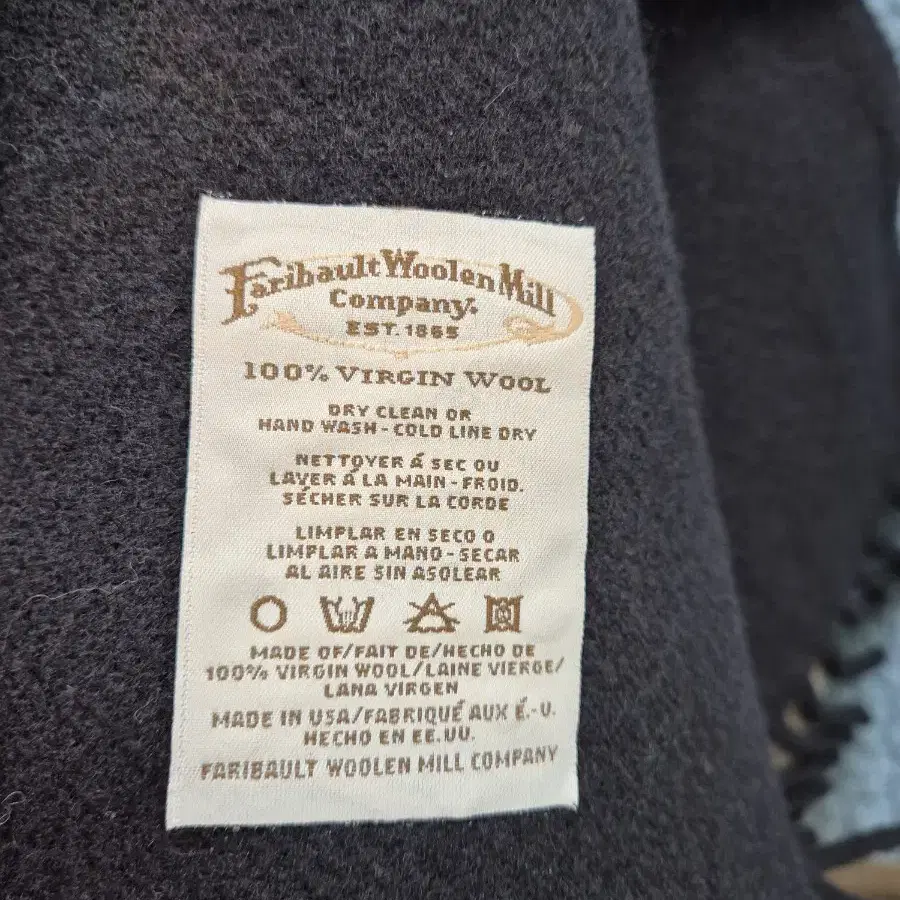 Faribault Woolen Mill
Company.
EST. 1865
100% VIRGIN WOOL
DRY CLEAN OR
HAND WASH - COLD LINE DRY
NETTOYER Á SEC OU
LAVER Á LA MAIN - FROID.
SÉCHER SUR LA CORDE
LIMPLAR EN SECO O
LIMPLAR A MANO - SECAR
AL AIRE SIN ASOLEAR
MADE OF/FAIT DE/HECHO DE
100% VIRGIN WOOL/LAINE VIERGE/
LANA VIRGEN
MADE IN USA/FABRIQUÉ AUX É.-U.
HECHO EN EE.UU.
FARIBAULT WOOLEN MILL COMPANY